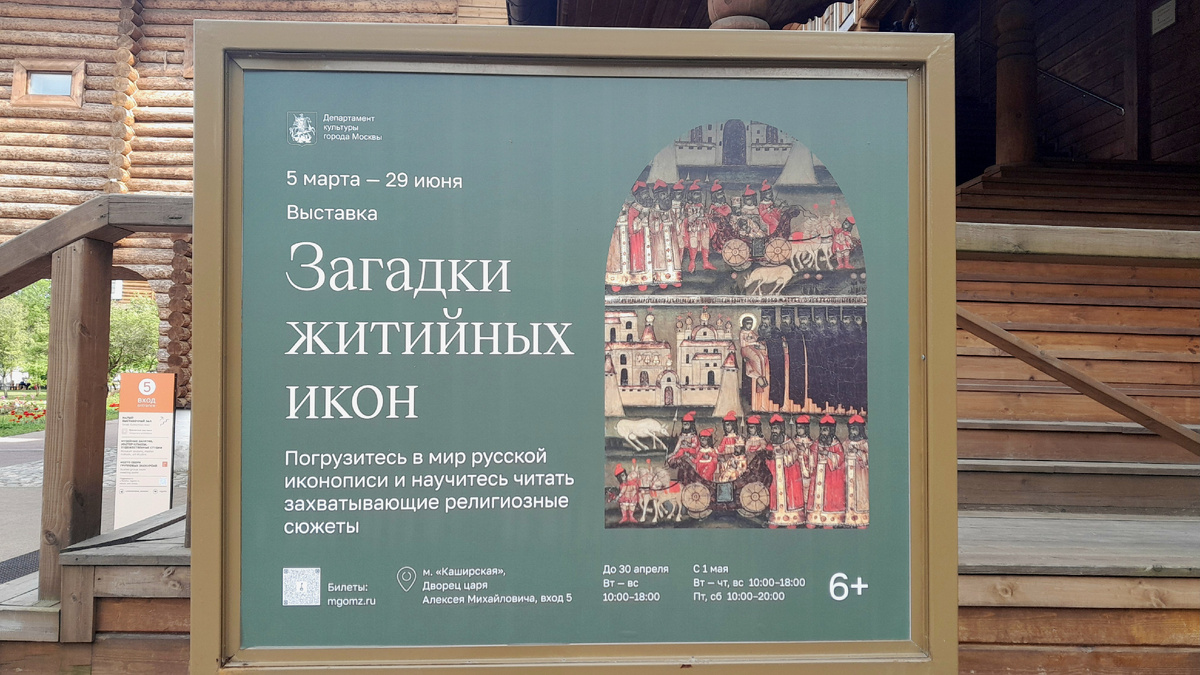 Департамент
культуры
города Москвы
5 марта — 29 июня
Выставка
Загадки
житийных
икон
Погрузитесь в мир русской
иконописи и научитесь читать
захватывающие религиозные
сюжеты
Билеты:
mgomz.ru
м. «Каширская»,
Дворец царя
Алексея Михайловича, вход 5
До 30 апреля
Вт — вс
10:00–18:00
С 1 мая
Вт — чт, вс 10:00–18:00
Пт, сб 10:00–20:00
6+
5
ВХОД